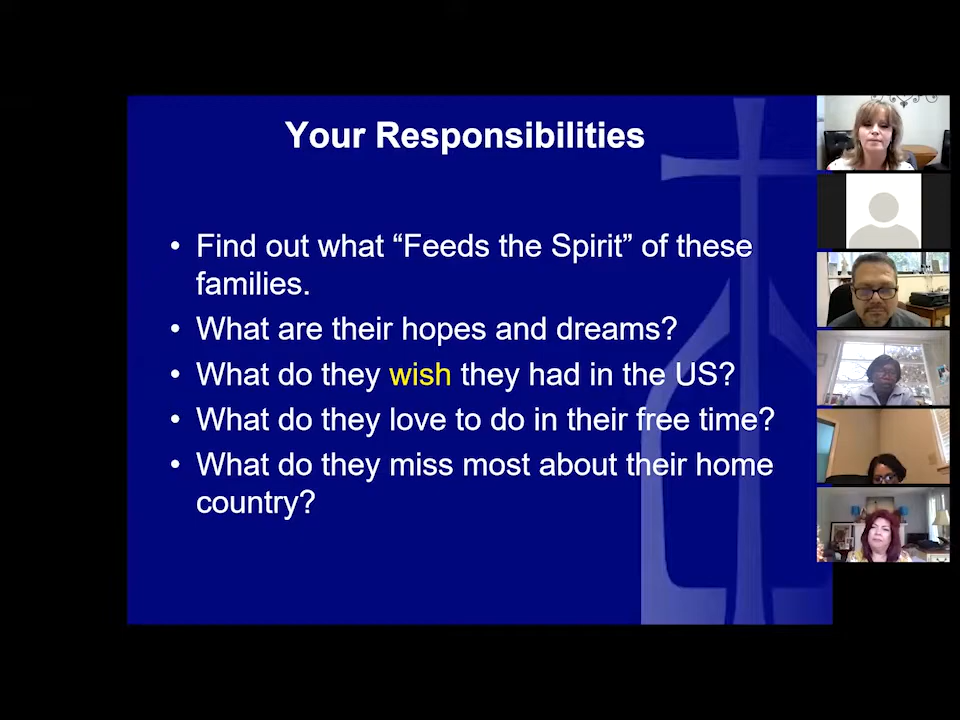 Your Responsibilities
• Find out what “Feeds the Spirit” of these
families.
• What are their hopes and dreams?
• What do they wish they had in the US?
• What do they love to do in their free time?
• What do they miss most about their home
country?